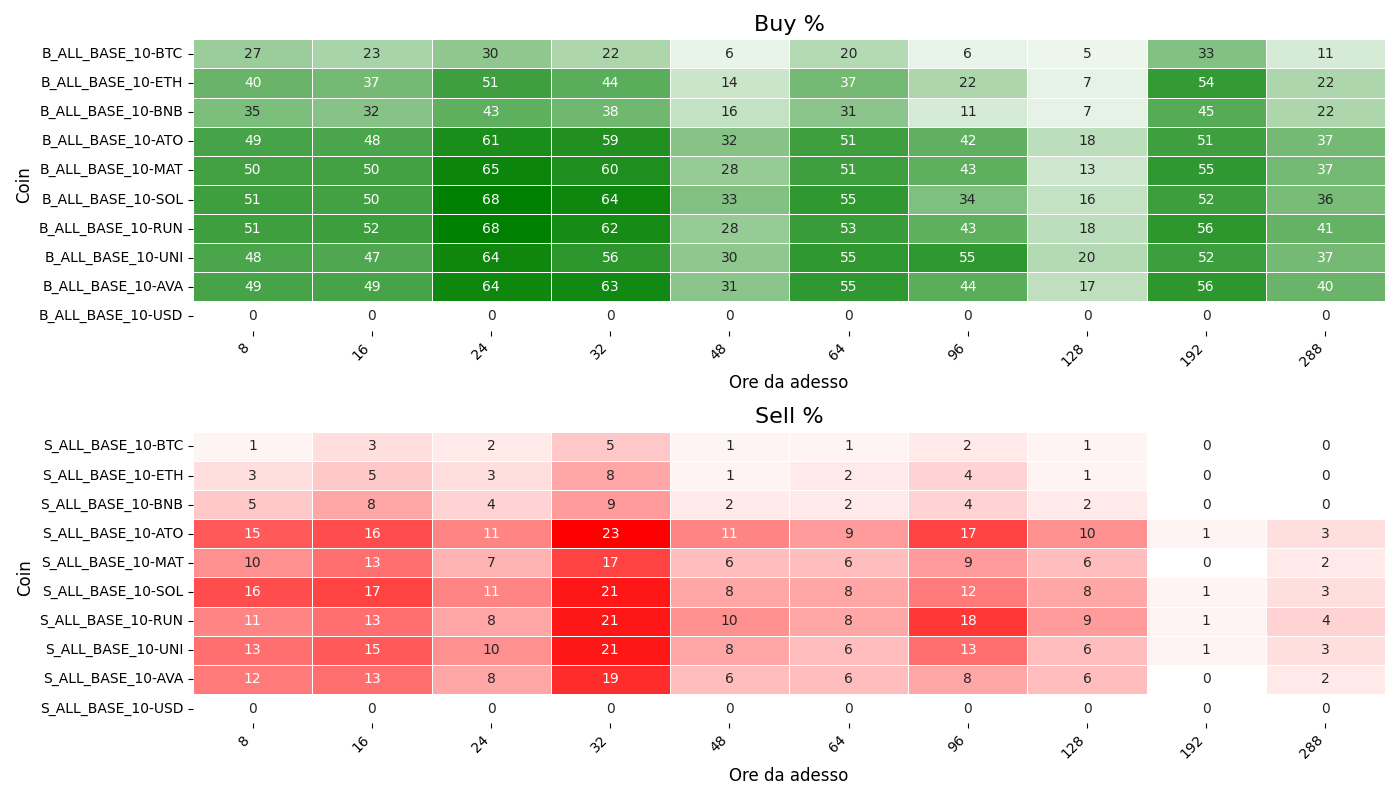 Buy %
Coin
B_ALL_BASE_10-BTC 27 23 30 22 6 20 6 5 33 11
B_ALL_BASE_10-ETH 40 37 51 44 14 37 22 7 54 22
B_ALL_BASE_10-BNB 35 32 43 38 16 31 11 7 45 22
B_ALL_BASE_10-ATO 49 48 61 59 32 51 42 18 51 37
B_ALL_BASE_10-MAT 50 50 65 60 28 51 43 13 55 37
B_ALL_BASE_10-SOL 51 50 68 64 33 55 34 16 52 36
B_ALL_BASE_10-RUN 51 52 68 62 28 53 43 18 56 41
B_ALL_BASE_10-UNI 48 47 64 56 30 55 55 20 52 37
B_ALL_BASE_10-AVA 49 49 64 63 31 55 44 17 56 40
B_ALL_BASE_10-USD 0 0 0 0 0 0 0 0 0 0
8 16 24 32 48 64 96 128 192 288
Ore da adesso
Sell %
Coin
S_ALL_BASE_10-BTC 1 3 2 5 1 1 2 1 0 0
S_ALL_BASE_10-ETH 3 5 3 8 1 2 4 1 0 0
S_ALL_BASE_10-BNB 5 8 4 9 2 2 4 2 0 0
S_ALL_BASE_10-ATO 15 16 11 23 11 9 17 10 1 3
S_ALL_BASE_10-MAT 10 13 7 17 6 6 9 6 0 2
S_ALL_BASE_10-SOL 16 17 11 21 8 8 12 8 1 3
S_ALL_BASE_10-RUN 11 13 8 21 10 8 18 9 1 4
S_ALL_BASE_10-UNI 13 15 10 21 8 6 13 6 1 3
S_ALL_BASE_10-AVA 12 13 8 19 6 6 8 6 0 2
S_ALL_BASE_10-USD 0 0 0 0 0 0 0 0 0 0
8 16 24 32 48 64 96 128 192 288
Ore da adesso